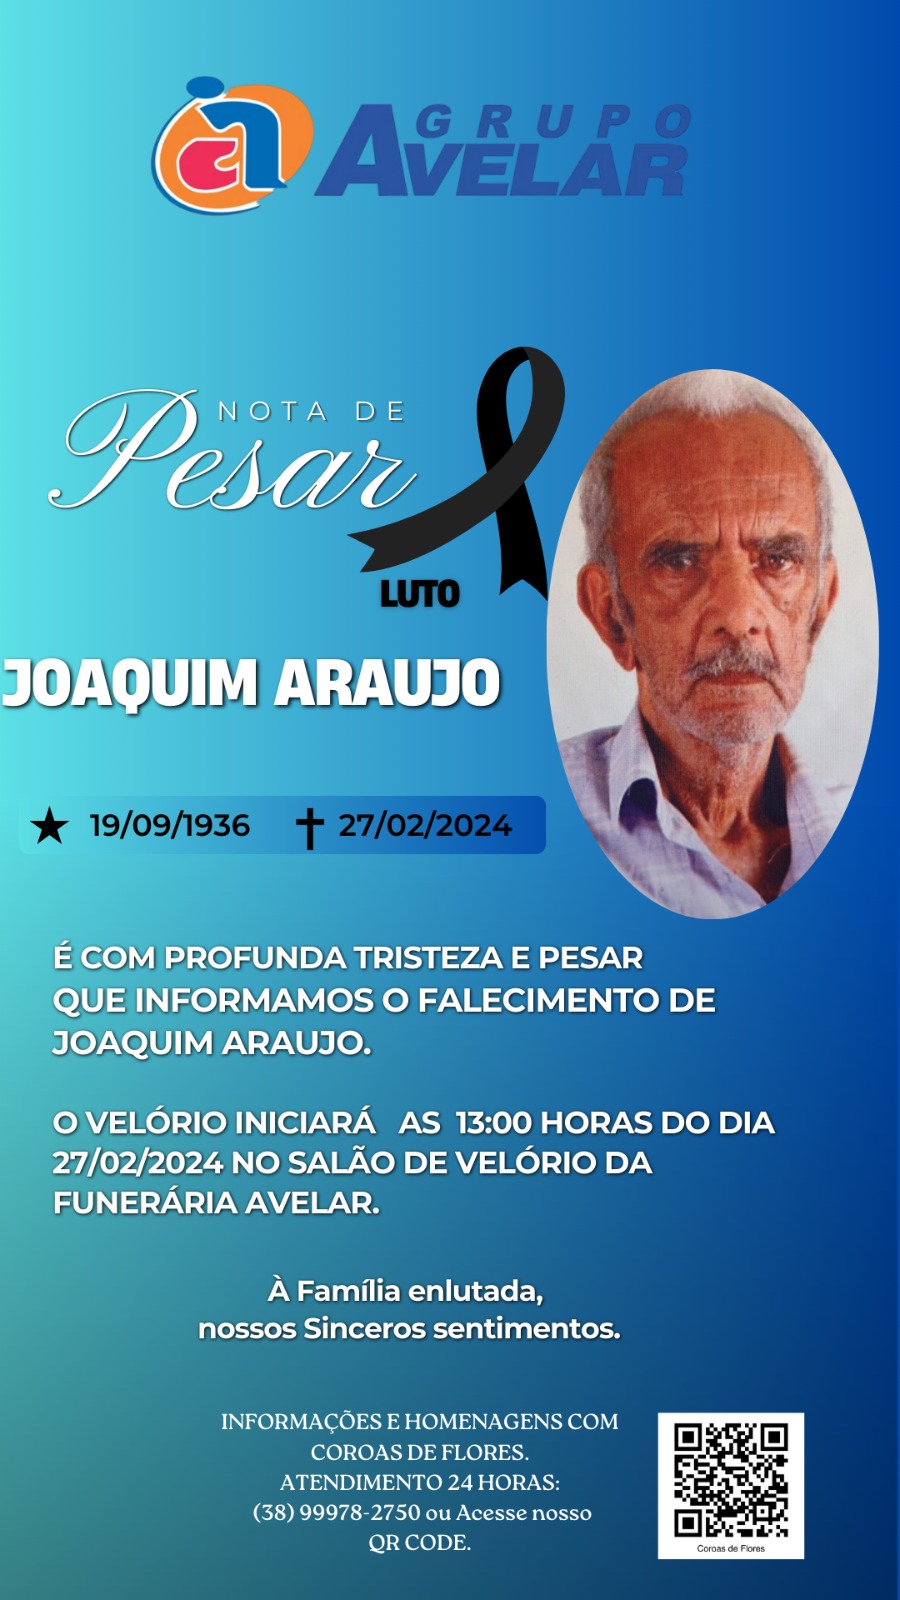 GRUPO
AVELAR
NOTA DE
Pesar
LUTO
JOAQUIM ARAUJO
19/09/1936 27/02/2024
É COM PROFUNDA TRISTEZA E PESAR
QUE INFORMAMOS O FALECIMENTO DE
JOAQUIM ARAUJO.
O VELÓRIO INICIARÁ AS 13:00 HORAS DO DIA
27/02/2024 NO SALÃO DE VELÓRIO DA
FUNERÁRIA AVELAR.
À Família enlutada,
nossos Sinceros sentimentos.
INFORMAÇÕES E HOMENAGENS COM
COROAS DE FLORES.
ATENDIMENTO 24 HORAS:
(38) 99978-2750 ou Acesse nosso
QR CODE.
Coroas de Flores